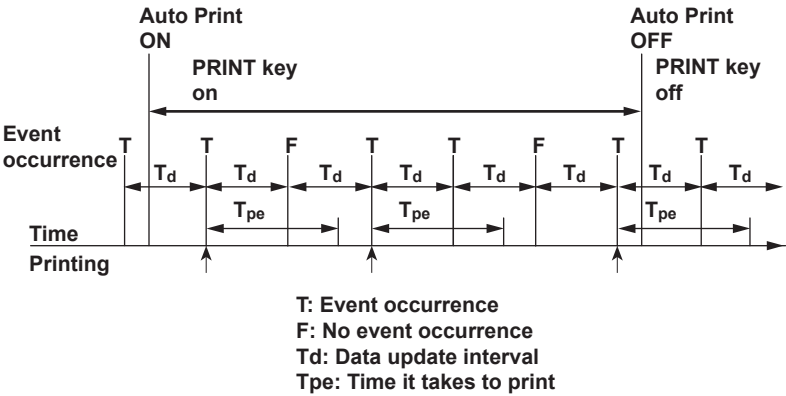 Auto Print
ON
Auto Print
OFF
PRINT key
on
PRINT key
off
Event
occurrence
T T F T T F T T
Td Td Td Td Td Td Td Td
Tpe Tpe Tpe
Time
Printing
T: Event occurrence
F: No event occurrence
Td: Data update interval
Tpe: Time it takes to print